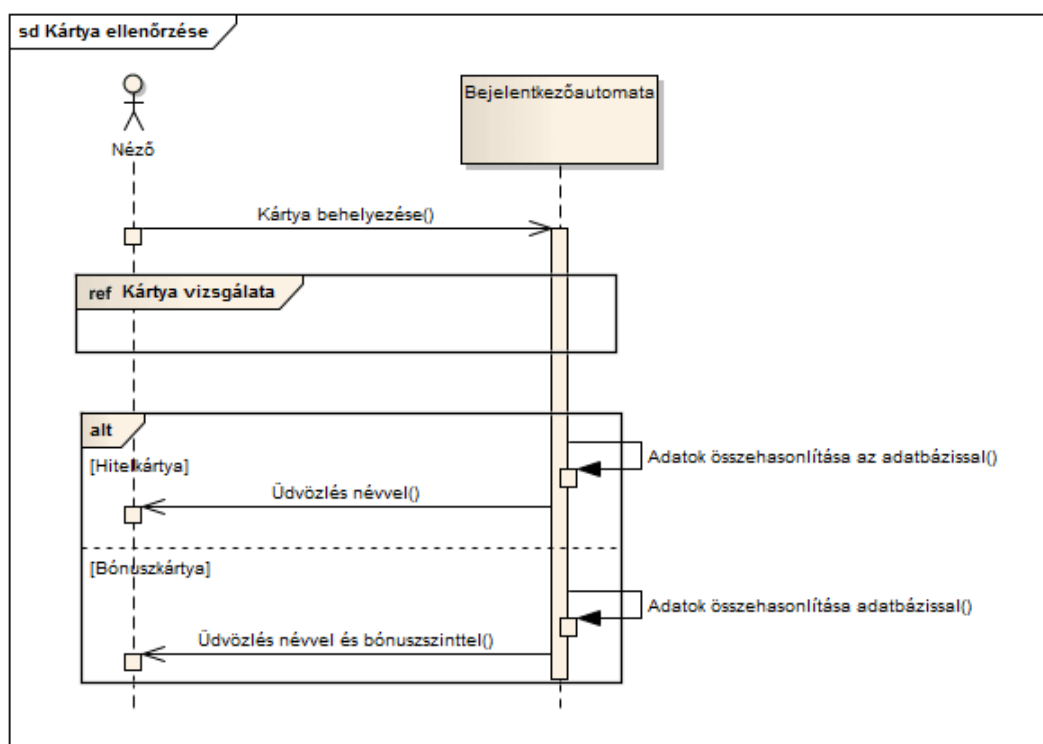 sd Kártya ellenőrzése
Bejelentkezőautomata
Néző
Kártya behelyezése()
ref Kártya vizsgálata
alt
[Hitelkártya]
Adatok összehasonlítása az adatbázissal()
Üdvözlés névvel()
[Bónuszkártya]
Adatok összehasonlítása adatbázissal()
Üdvözlés névvel és bónuszszinttel()